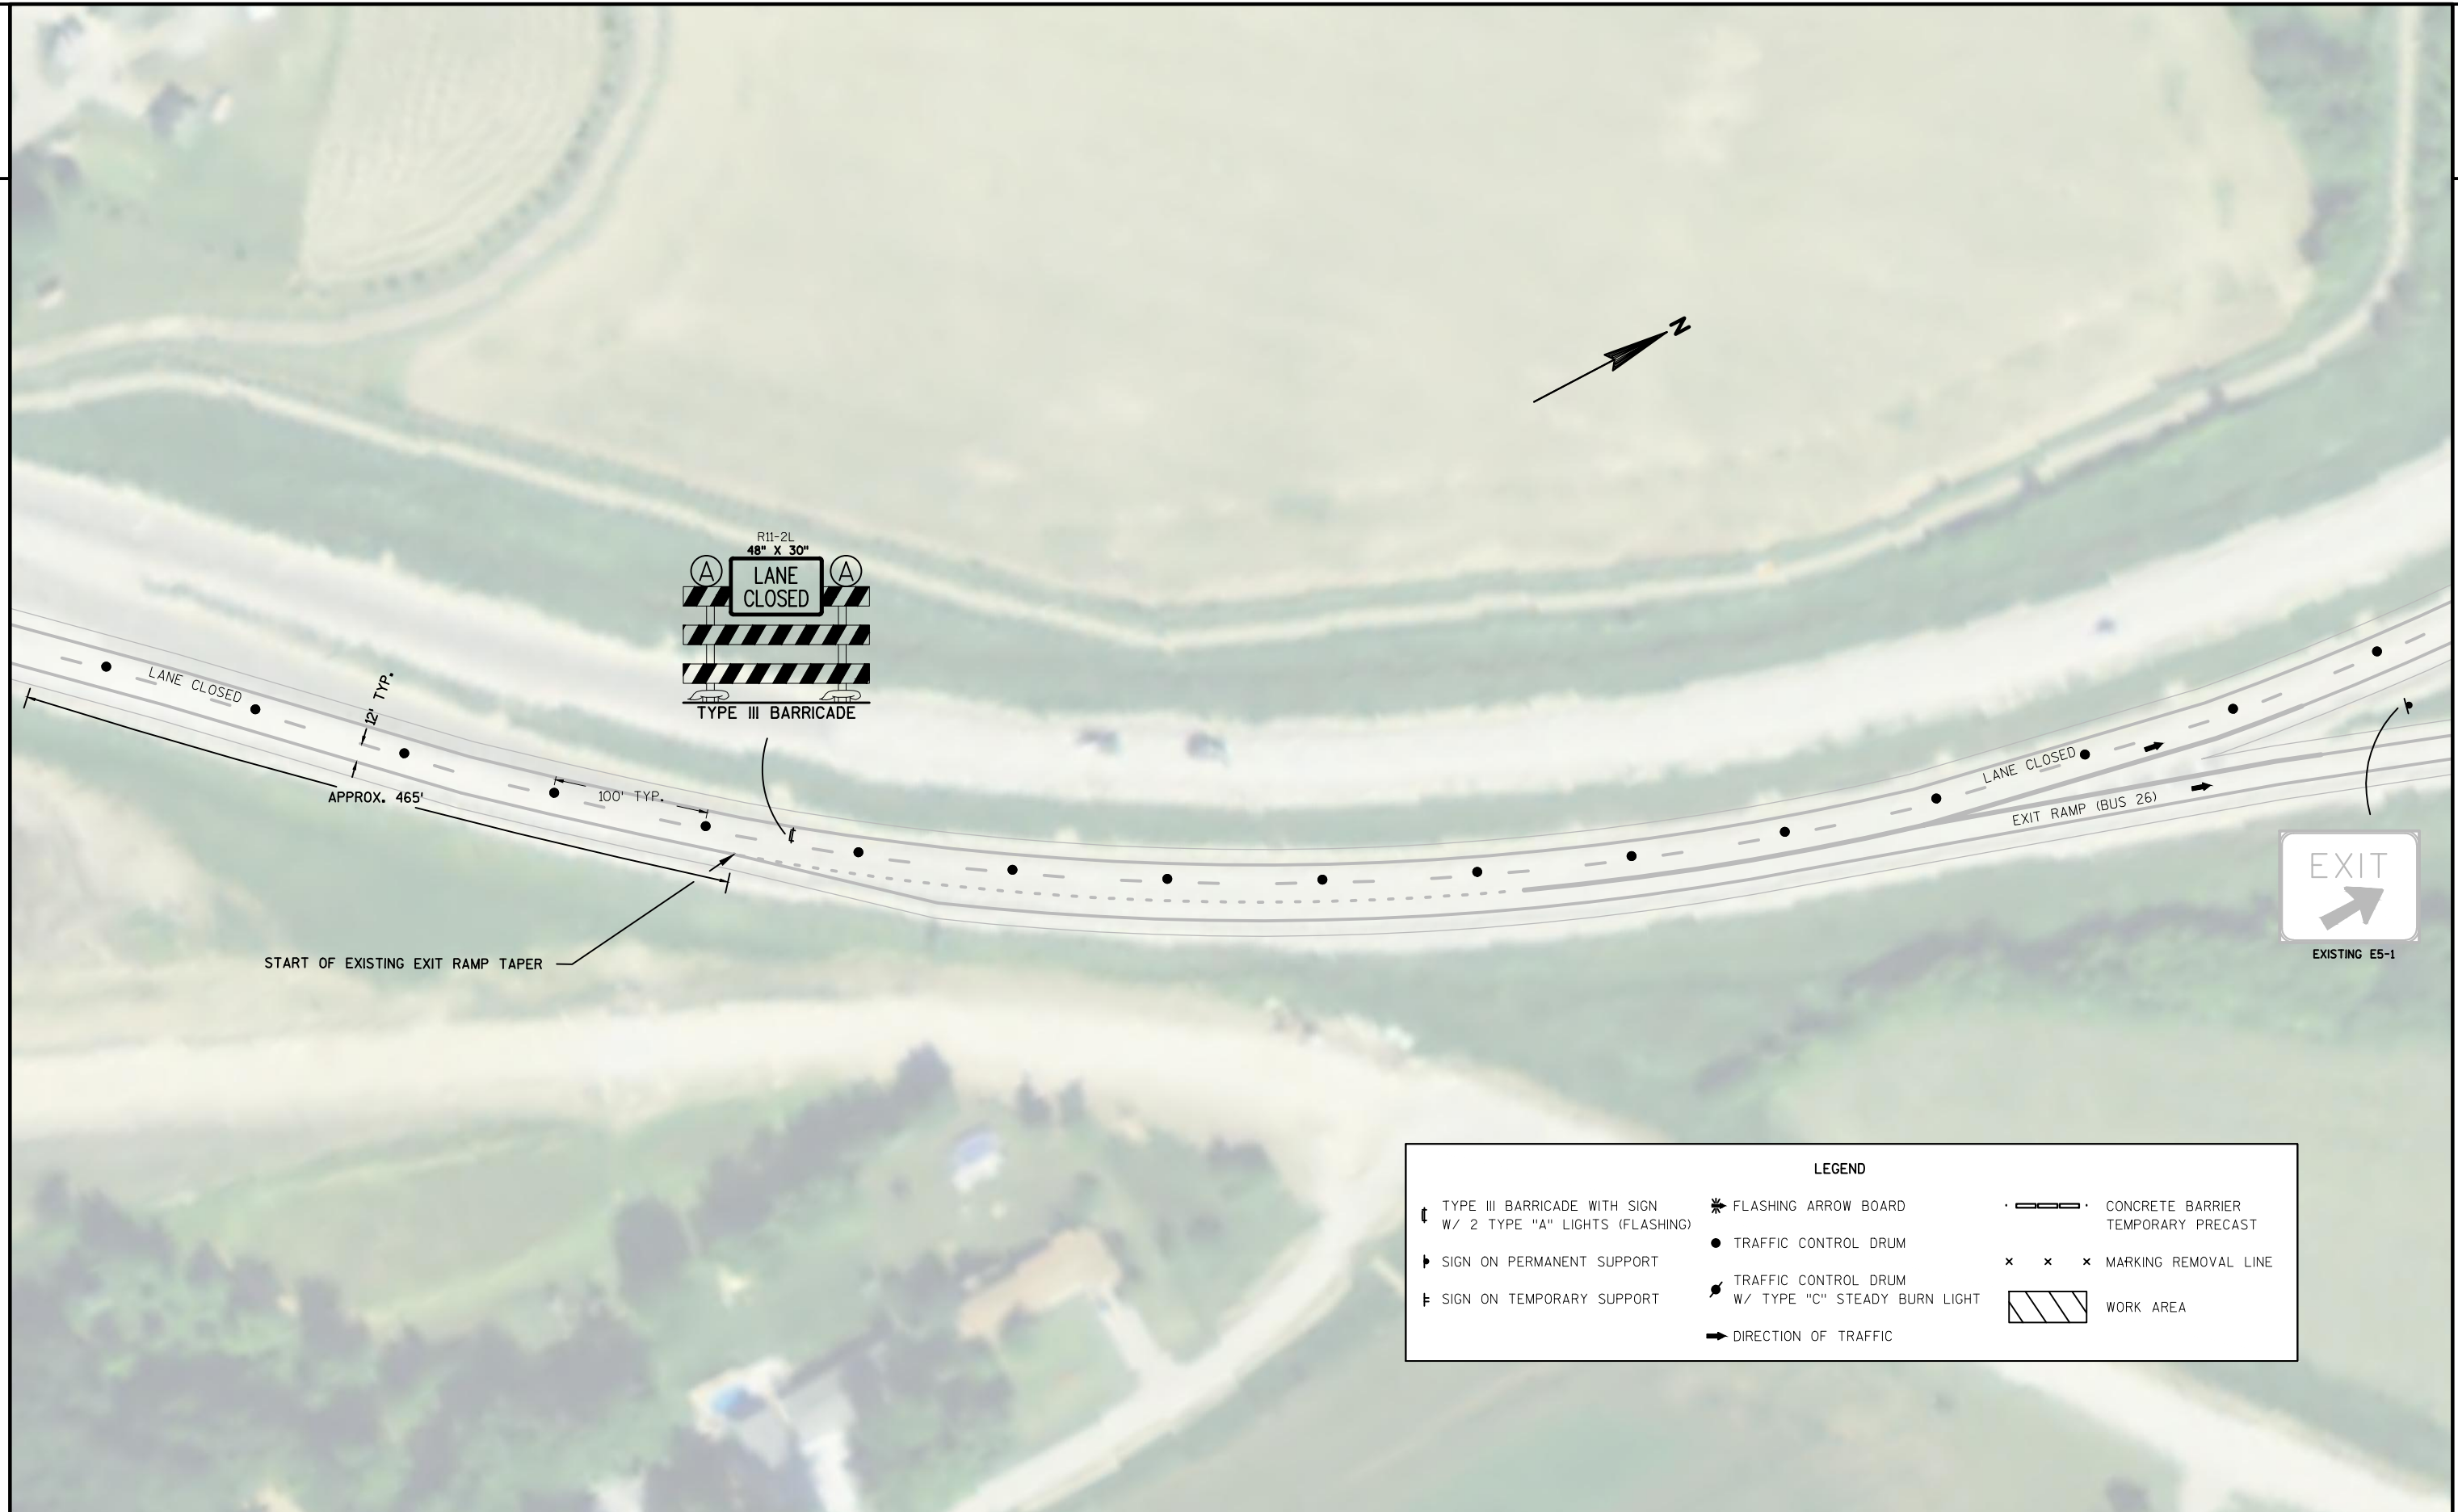 N
R11-2L
48" X 30"
A
LANE
CLOSED
A
TYPE III BARRICADE
LANE CLOSED
12' TYP.
APPROX. 465'
100' TYP.
LANE CLOSED
EXIT RAMP (BUS 26)
START OF EXISTING EXIT RAMP TAPER
EXIT
EXISTING E5-1
LEGEND
TYPE III BARRICADE WITH SIGN
W/ 2 TYPE "A" LIGHTS (FLASHING)
SIGN ON PERMANENT SUPPORT
SIGN ON TEMPORARY SUPPORT
FLASHING ARROW BOARD
TRAFFIC CONTROL DRUM
TRAFFIC CONTROL DRUM
W/ TYPE "C" STEADY BURN LIGHT
DIRECTION OF TRAFFIC
CONCRETE BARRIER
TEMPORARY PRECAST
MARKING REMOVAL LINE
WORK AREA